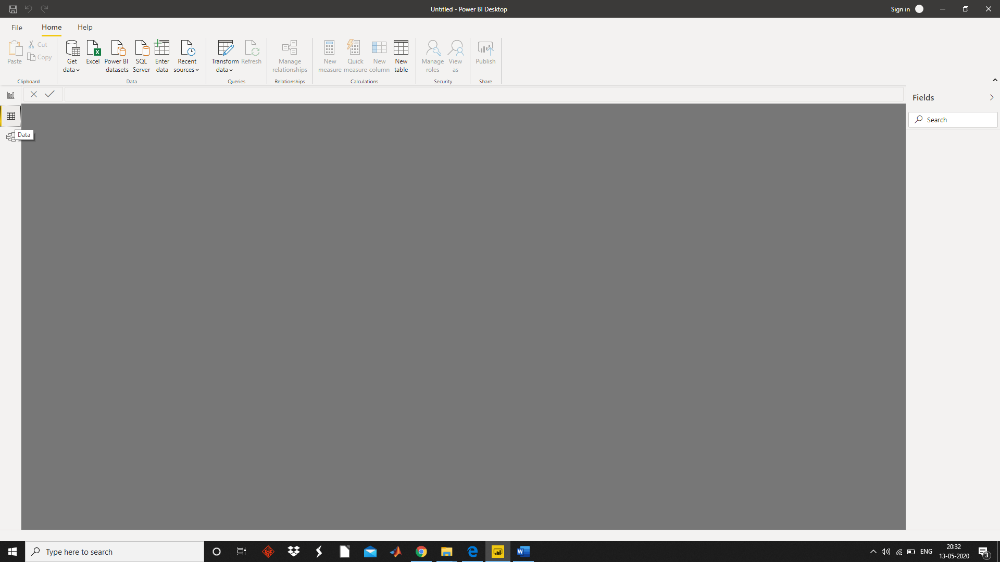 Untitled - Power BI Desktop
Sign in
File
Home
Help
Paste
Cut
Copy
Clipboard
Get
data
Excel
Power BI
datasets
SQL
Server
Enter
data
Recent
sources
Data
Transform
data
Refresh
Queries
Manage
relationships
Relationships
New
measure
Quick
measure
New
column
New
table
Calculations
Manage
roles
View
as
Security
Publish
Share
Fields
Search
Data
Type here to search
ENG
20:32
13-05-2020
3